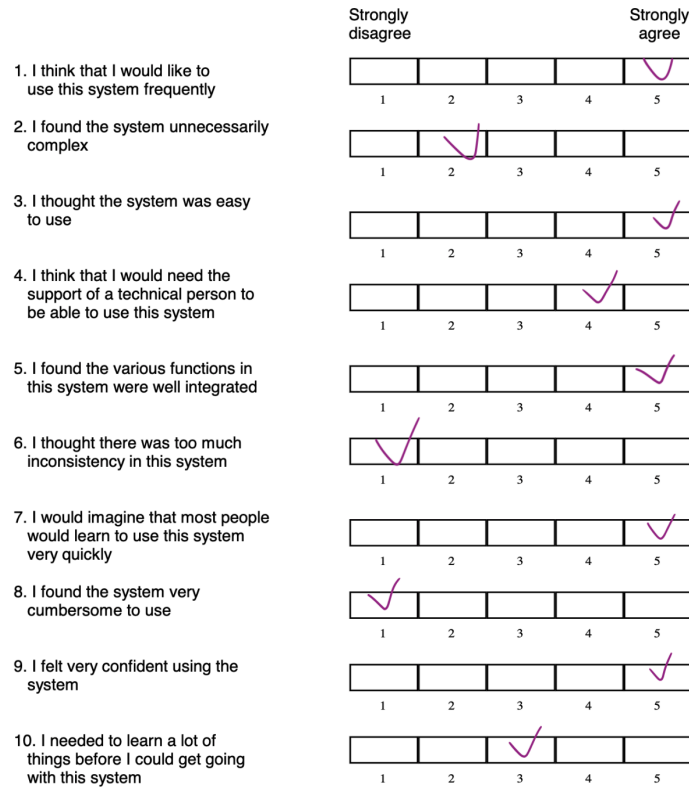 Strongly disagree
Strongly agree
1. I think that I would like to
use this system frequently
1 2 3 4 5
2. I found the system unnecessarily
complex
1 2 3 4 5
3. I thought the system was easy
to use
1 2 3 4 5
4. I think that I would need the
support of a technical person to
be able to use this system
1 2 3 4 5
5. I found the various functions in
this system were well integrated
1 2 3 4 5
6. I thought there was too much
inconsistency in this system
1 2 3 4 5
7. I would imagine that most people
would learn to use this system
very quickly
1 2 3 4 5
8. I found the system very
cumbersome to use
1 2 3 4 5
9. I felt very confident using the
system
1 2 3 4 5
10. I needed to learn a lot of
things before I could get going
with this system
1 2 3 4 5